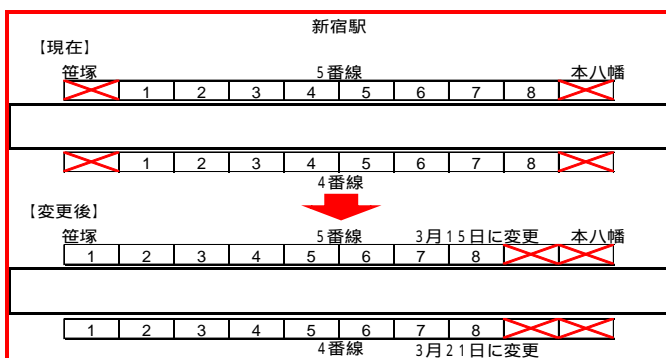 新宿駅
【現在】
笹塚 5番線 本八幡
1 2 3 4 5 6 7 8
1 2 3 4 5 6 7 8
4番線
【変更後】
笹塚 5番線 3月15日に変更 本八幡
1 2 3 4 5 6 7 8
1 2 3 4 5 6 7 8
4番線 3月21日に変更